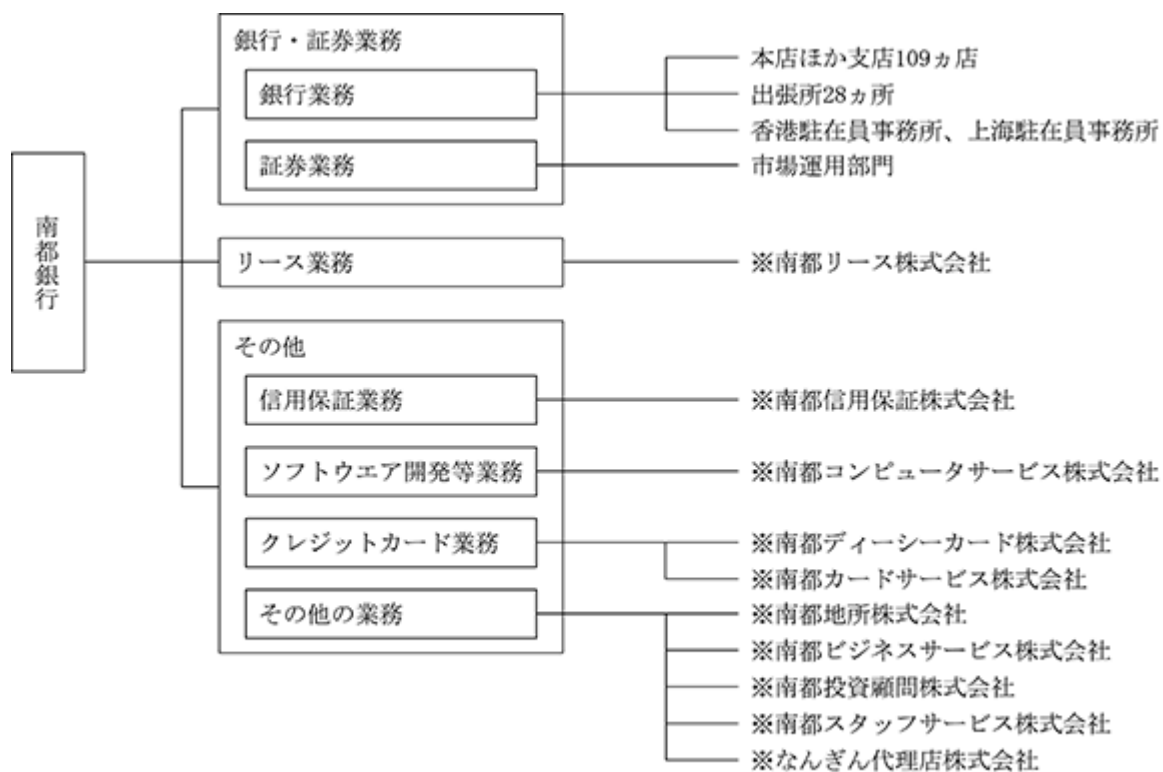 南都銀行
銀行・証券業務
銀行業務
本店ほか支店109ヵ店
出張所28ヵ所
香港駐在員事務所、上海駐在員事務所
証券業務
市場運用部門
リース業務
※南都リース株式会社
その他
信用保証業務
※南都信用保証株式会社
ソフトウエア開発等業務
※南都コンピュータサービス株式会社
クレジットカード業務
※南都ディーシーカード株式会社
※南都カードサービス株式会社
その他の業務
※南都地所株式会社
※南都ビジネスサービス株式会社
※南都投資顧問株式会社
※南都スタッフサービス株式会社
※なんぎん代理店株式会社